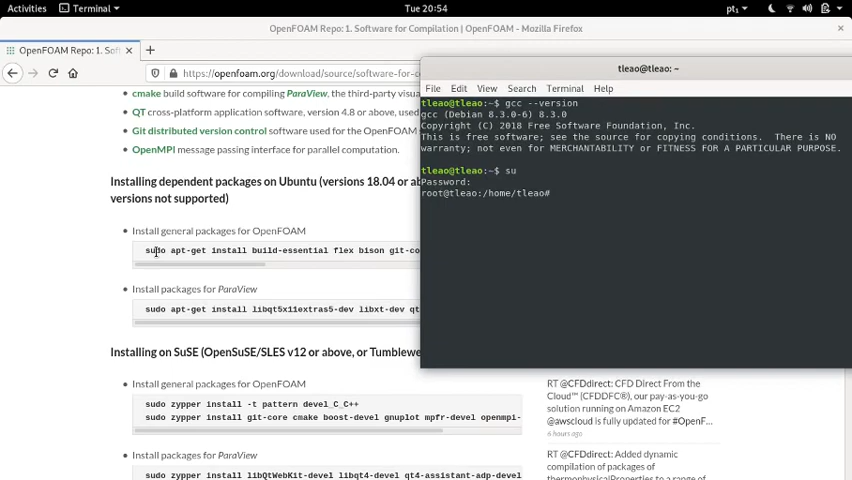 Activities
Terminal
Tue 20:54
pt1
OpenFOAM Repo: 1. Software for Compilation | OpenFOAM - Mozilla Firefox
OpenFOAM Repo: 1. Sof
https://openfoam.org/download/source/software-for-c
cmake build software for compiling ParaView, the third-party visua
QT cross-platform application software, version 4.8 or above, used
Git distributed version control software used for the OpenFOAM
OpenMPI message passing interface for parallel computation.
Installing dependent packages on Ubuntu (versions 18.04 or ab
versions not supported)
Install general packages for OpenFOAM
sudo apt-get install build-essential flex bison git-co
Install packages for ParaView
sudo apt-get install libqt5x11extras5-dev libxt-dev qt
Installing on SuSE (OpenSuSE/SLES v12 or above, or Tumblewe
Install general packages for OpenFOAM
sudo zypper install -t pattern devel_C_C++
sudo zypper install git-core cmake boost-devel gnuplot mpfr-devel openmpi-
Install packages for ParaView
sudo zypper install libQtWebKit-devel libqt4-devel qt4-assistant-adp-devel
tleao@tleao: ~
File Edit View Search Terminal Help
tleao@tleao:~$ gcc --version
gcc (Debian 8.3.0-6) 8.3.0
Copyright (C) 2018 Free Software Foundation, Inc.
This is free software; see the source for copying conditions.  There is NO
warranty; not even for MERCHANTABILITY or FITNESS FOR A PARTICULAR PURPOSE.
tleao@tleao:~$ su
Password:
root@tleao:/home/tleao#
RT @CFDdirect: CFD Direct From the
Cloud™ (CFDDFC®), our pay-as-you-go
solution running on Amazon EC2
@awscloud is fully updated for #OpenF...
6 hours ago
RT @CFDdirect: Added dynamic
compilation of packages of
thermophysicalProperties to a range of